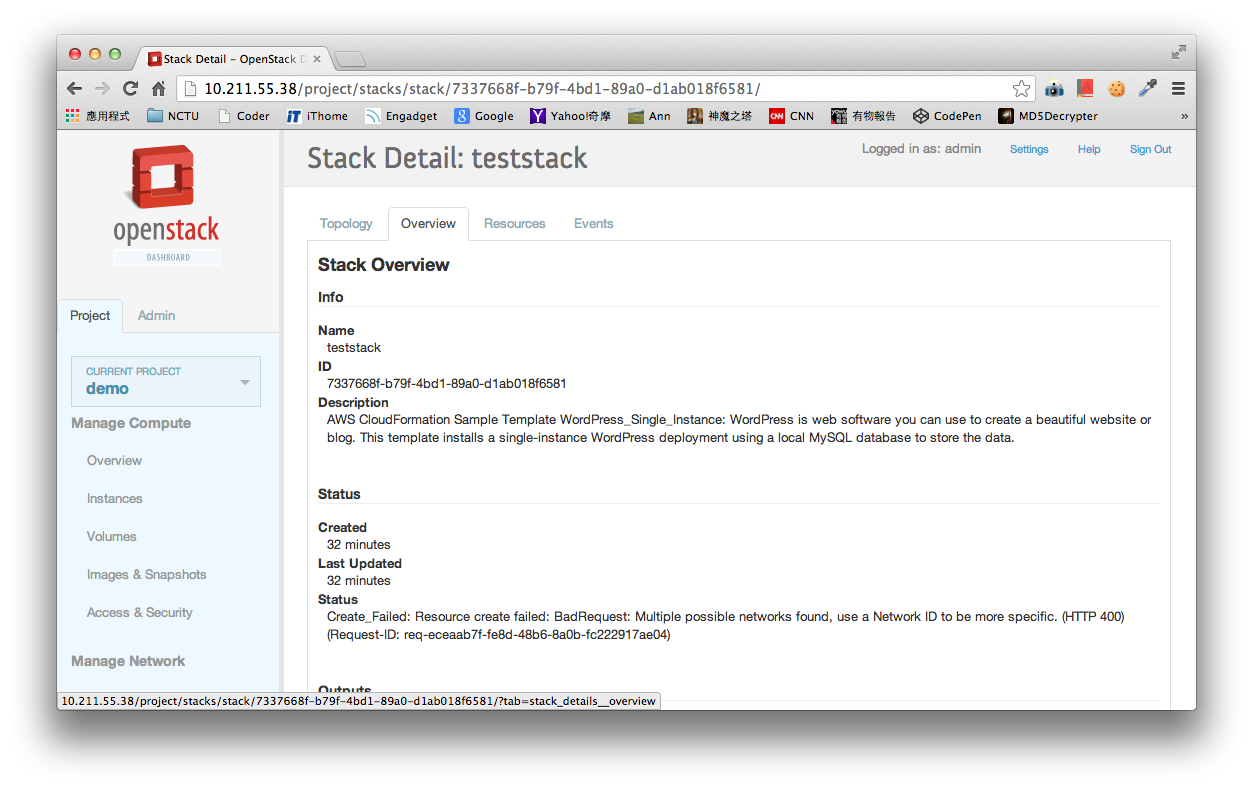 Stack Detail - OpenStack D
10.211.55.38/project/stacks/stack/7337668f-b79f-4bd1-89a0-d1ab018f6581/
應用程式 NCTU Coder iThome Engadget Google Yahoo!奇摩 Ann 神魔之塔 CNN 有物報告 CodePen MD5Decrypter »
openstack
DASHBOARD
Stack Detail: teststack
Logged in as: admin Settings Help Sign Out
Project Admin
CURRENT PROJECT
demo
Manage Compute
Overview
Instances
Volumes
Images & Snapshots
Access & Security
Manage Network
Topology Overview Resources Events
Stack Overview
Info
Name
teststack
ID
7337668f-b79f-4bd1-89a0-d1ab018f6581
Description
AWS CloudFormation Sample Template WordPress_Single_Instance: WordPress is web software you can use to create a beautiful website or
blog. This template installs a single-instance WordPress deployment using a local MySQL database to store the data.
Status
Created
32 minutes
Last Updated
32 minutes
Status
Create_Failed: Resource create failed: BadRequest: Multiple possible networks found, use a Network ID to be more specific. (HTTP 400)
(Request-ID: req-eceaab7f-fe8d-48b6-8a0b-fc222917ae04)
Outputs
10.211.55.38/project/stacks/stack/7337668f-b79f-4bd1-89a0-d1ab018f6581/?tab=stack_details__overview